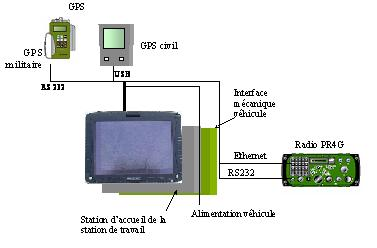 GPS
GPS
militaire
GPS civil
USB
RS 232
Interface
mécanique
véhicule
Radio PR4G
Ethernet
RS232
Station d'accueil de la
station de travail
Alimentation véhicule